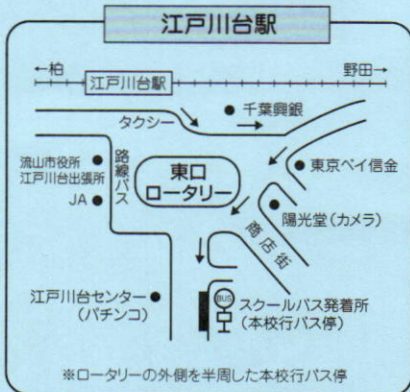 江戸川台駅
←柏
野田→
江戸川台駅
タクシー
千葉興銀
流山市役所
江戸川台出張所
JA
路線バス
東口
ロータリー
東京ベイ信金
陽光堂(カメラ)
商店街
江戸川台センター
(パチンコ)
BUS
スクールバス発着所
(本校行バス停)
※ロータリーの外側を半周した本校行バス停